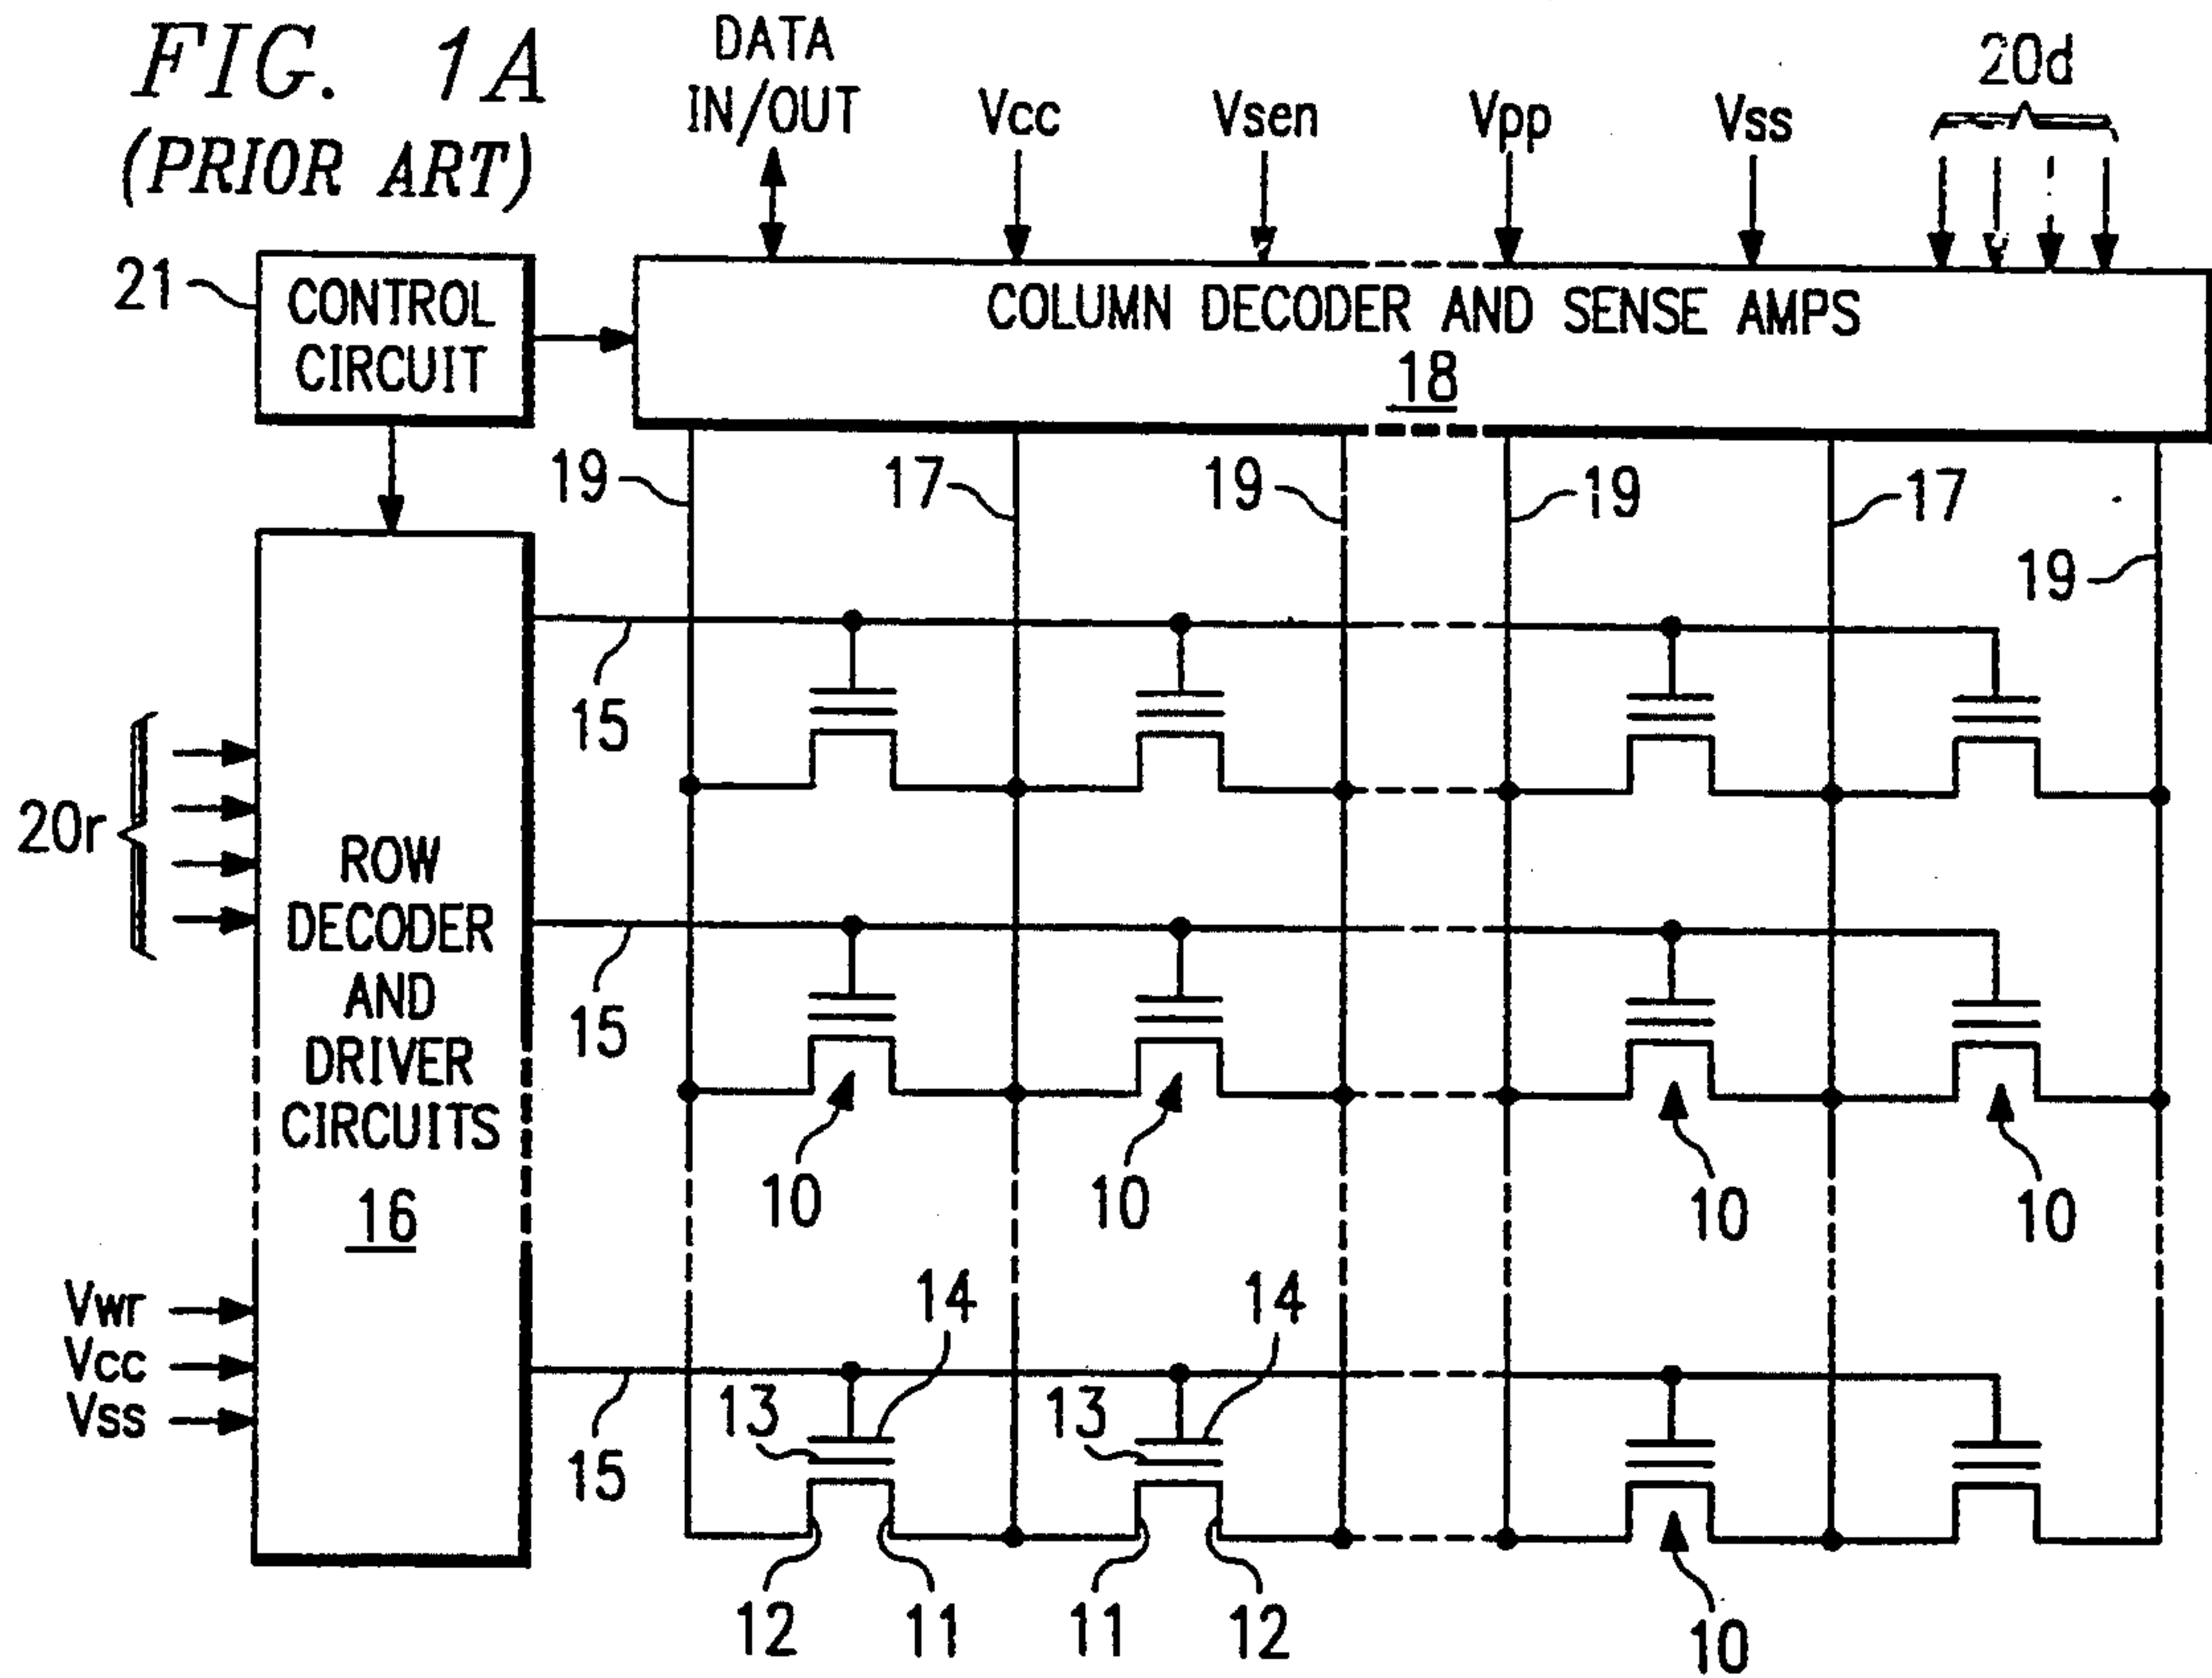 FIG. 1A
(PRIOR ART)
DATA
IN/OUT
Vcc
Vsen
Vpp
Vss
20d
21
CONTROL
CIRCUIT
COLUMN DECODER AND SENSE AMPS
18
19
17
19
19
17
19
15
20r
ROW
DECODER
AND
DRIVER
CIRCUITS
16
15
10
10
10
10
Vwr
Vcc
Vss
14
14
13
13
15
12
11
11
12
10